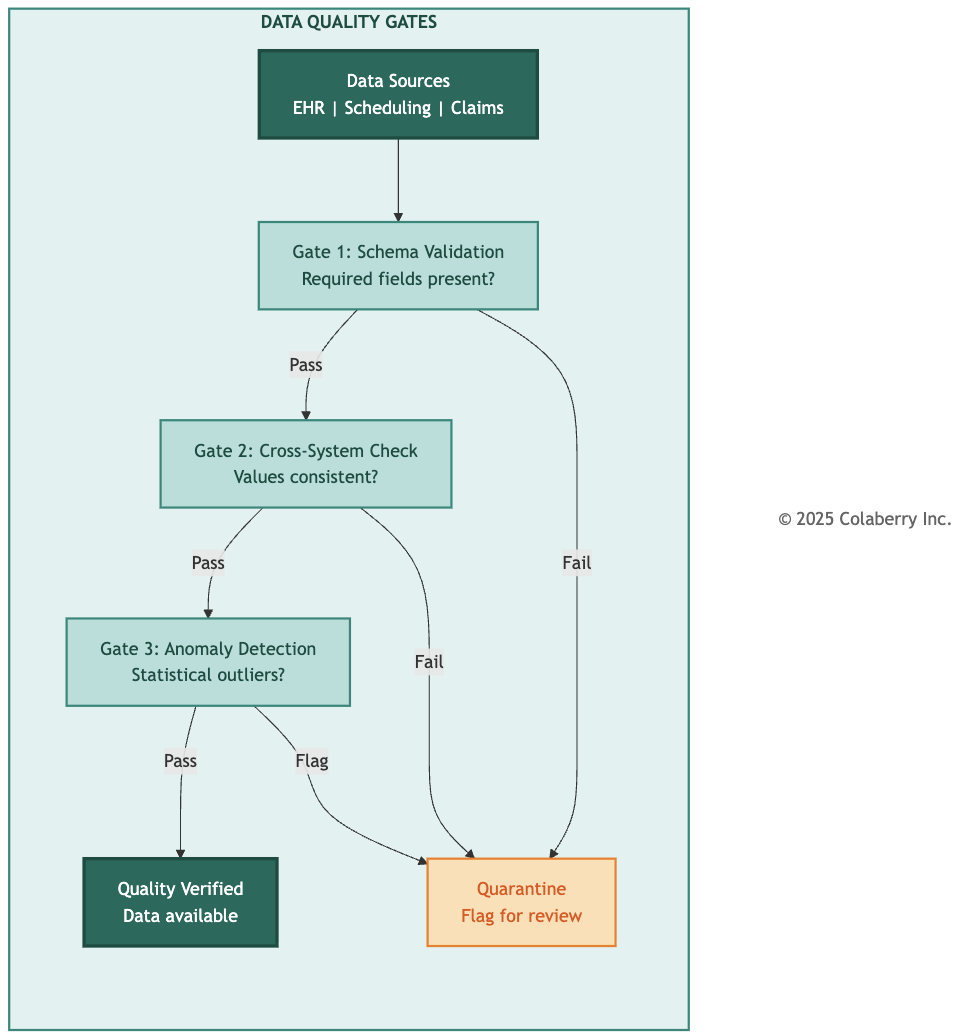 DATA QUALITY GATES
Data Sources
EHR | Scheduling | Claims
Gate 1: Schema Validation
Required fields present?
Pass
Gate 2: Cross-System Check
Values consistent?
© 2025 Colaberry Inc.
Pass
Fail
Gate 3: Anomaly Detection
Statistical outliers?
Fail
Pass
Flag
Quality Verified
Data available
Quarantine
Flag for review